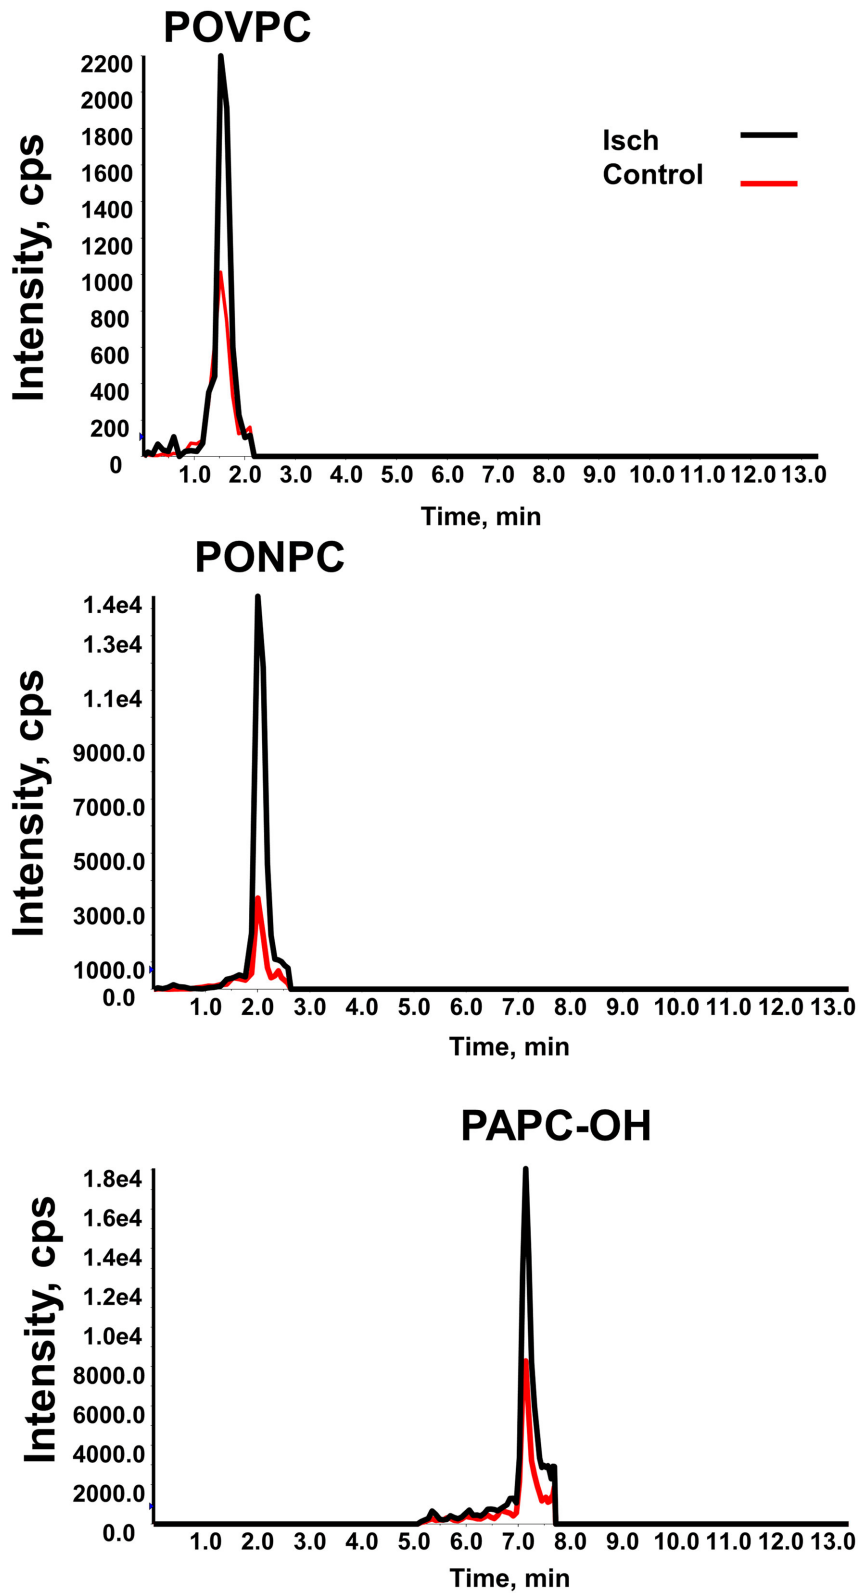 POVPC
Intensity, cps
2200
2000
1800
1600
1400
1200
1000
800
600
400
200
0
1.0 2.0 3.0 4.0 5.0 6.0 7.0 8.0 9.0 10.0 11.0 12.0 13.0
Time, min
Isch
Control
PONPC
Intensity, cps
1.4e4
1.3e4
1.1e4
9000.0
7000.0
5000.0
3000.0
1000.0
0.0
1.0 2.0 3.0 4.0 5.0 6.0 7.0 8.0 9.0 10.0 11.0 12.0 13.0
Time, min
PAPC-OH
Intensity, cps
1.8e4
1.6e4
1.4e4
1.2e4
1.0e4
8000.0
6000.0
4000.0
2000.0
0.0
1.0 2.0 3.0 4.0 5.0 6.0 7.0 8.0 9.0 10.0 11.0 12.0 13.0
Time, min